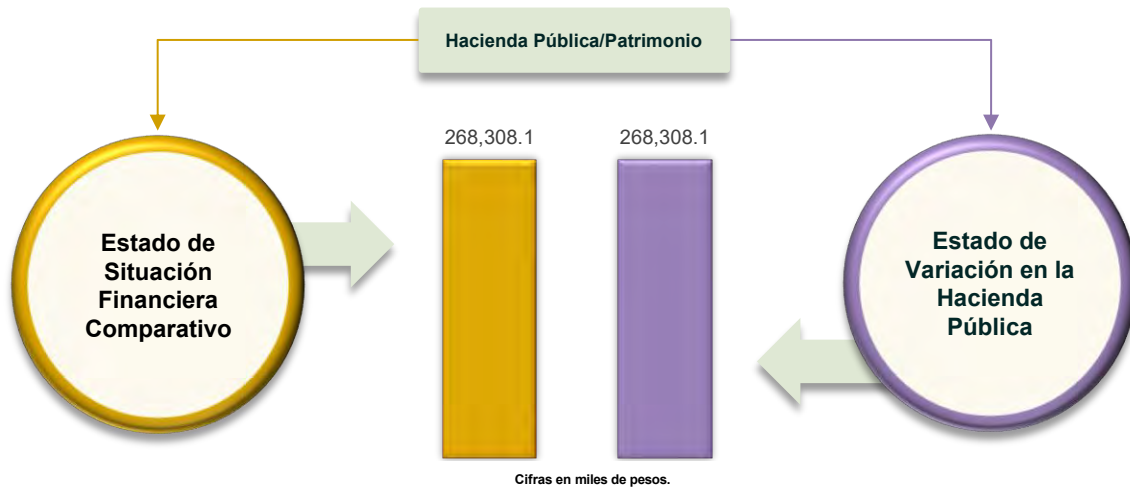 Hacienda Pública/Patrimonio
268,308.1
268,308.1
Estado de
Situación
Financiera
Comparativo
Estado de
Variación en la
Hacienda
Pública
Cifras en miles de pesos.